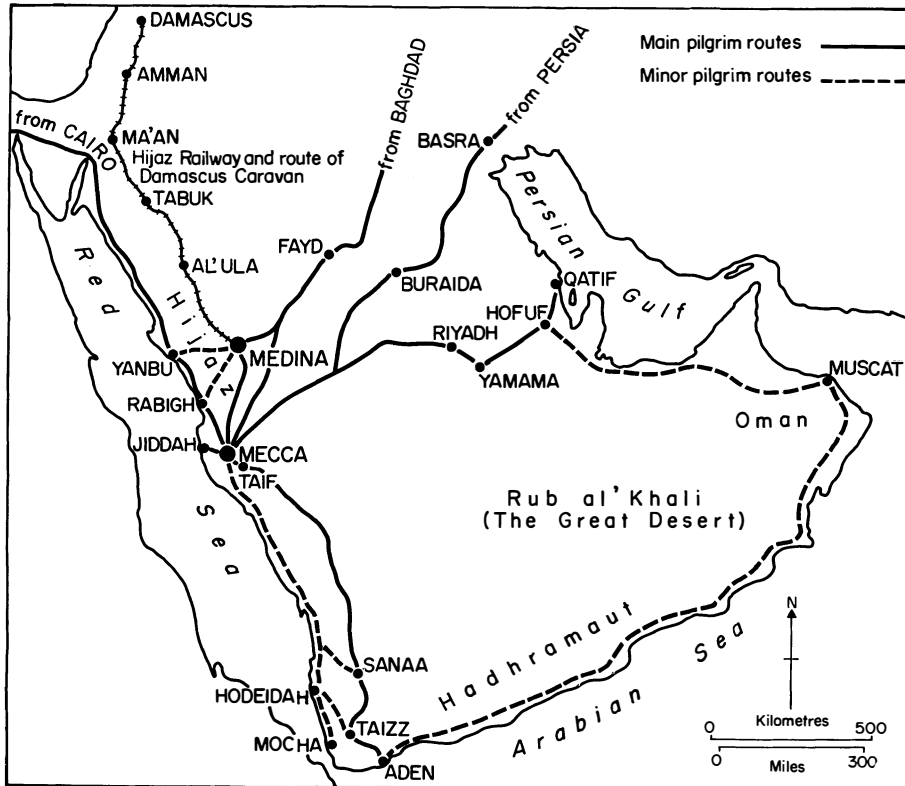 DAMASCUS
AMMAN
from CAIRO
MA'AN
Hijaz Railway and route of
Damascus Caravan
TABUK
AL'ULA
from BAGHDAD
from PERSIA
BASRA
Main pilgrim routes
Minor pilgrim routes
Persian
Gulf
FAYD
BURAIDA
QATIF
HOFUF
RIYADH
YAMAMA
MUSCAT
Oman
Red
Sea
Hijaz
YANBU
MEDINA
RABIGH
JIDDAH
MECCA
TAIF
Rub al' Khali
(The Great Desert)
N
SANAA
HODEIDAH
TAIZZ
MOCHA
ADEN
Hadhramaut
Arabian Sea
0 Kilometres 500
0 Miles 300